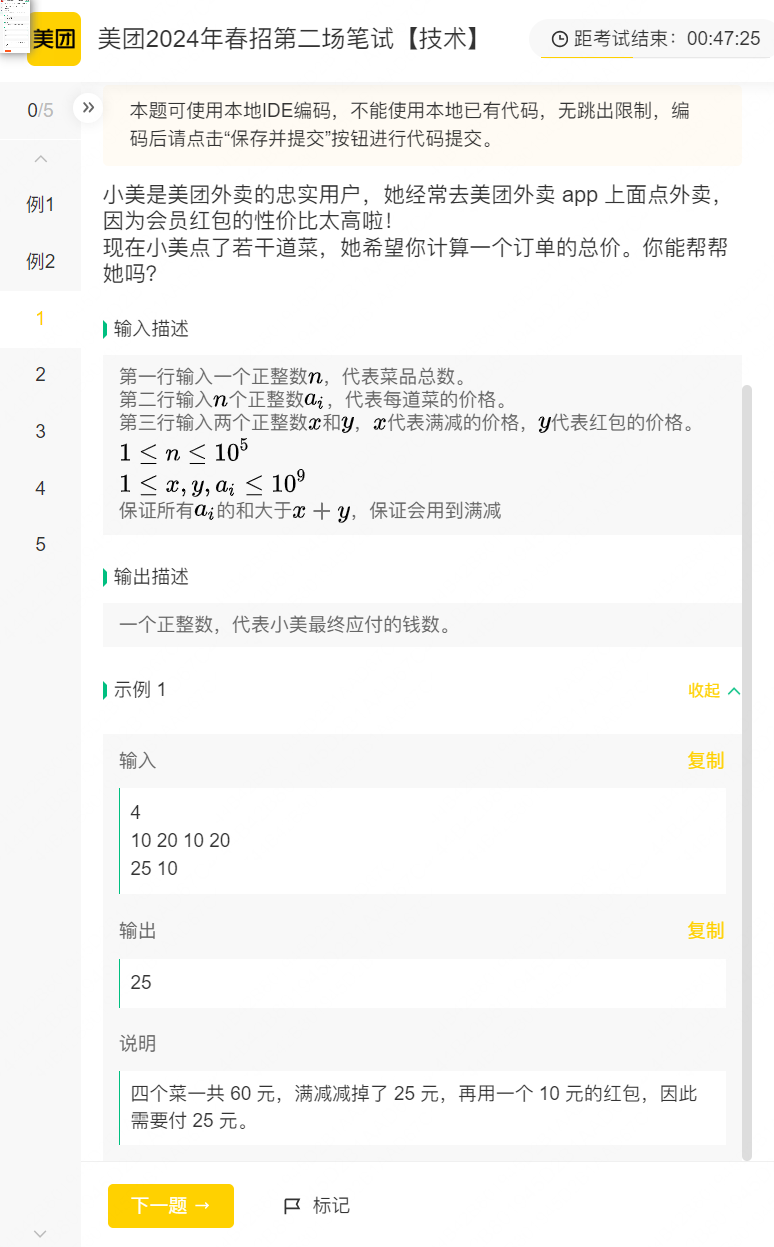 美团
美团2024年春招第二场笔试【技术】
距考试结束：00:47:25
0/5
本题可使用本地IDE编码，不能使用本地已有代码，无跳出限制，编
码后请点击“保存并提交”按钮进行代码提交。
例1
例2
1
2
3
4
5
小美是美团外卖的忠实用户，她经常去美团外卖 app 上面点外卖，
因为会员红包的性价比太高啦！
现在小美点了若干道菜，她希望你计算一个订单的总价。你能帮帮
她吗？
输入描述
第一行输入一个正整数n，代表菜品总数。
第二行输入n个正整数aᵢ，代表每道菜的价格。
第三行输入两个正整数x和y，x代表满减的价格，y代表红包的价格。
1 ≤ n ≤ 10⁵
1 ≤ x, y, aᵢ ≤ 10⁹
保证所有aᵢ的和大于x + y，保证会用到满减
输出描述
一个正整数，代表小美最终应付的钱数。
示例 1
收起
输入
复制
4
10 20 10 20
25 10
输出
复制
25
说明
四个菜一共 60 元，满减减掉了 25 元，再用一个 10 元的红包，因此
需要付 25 元。
下一题 →
标记